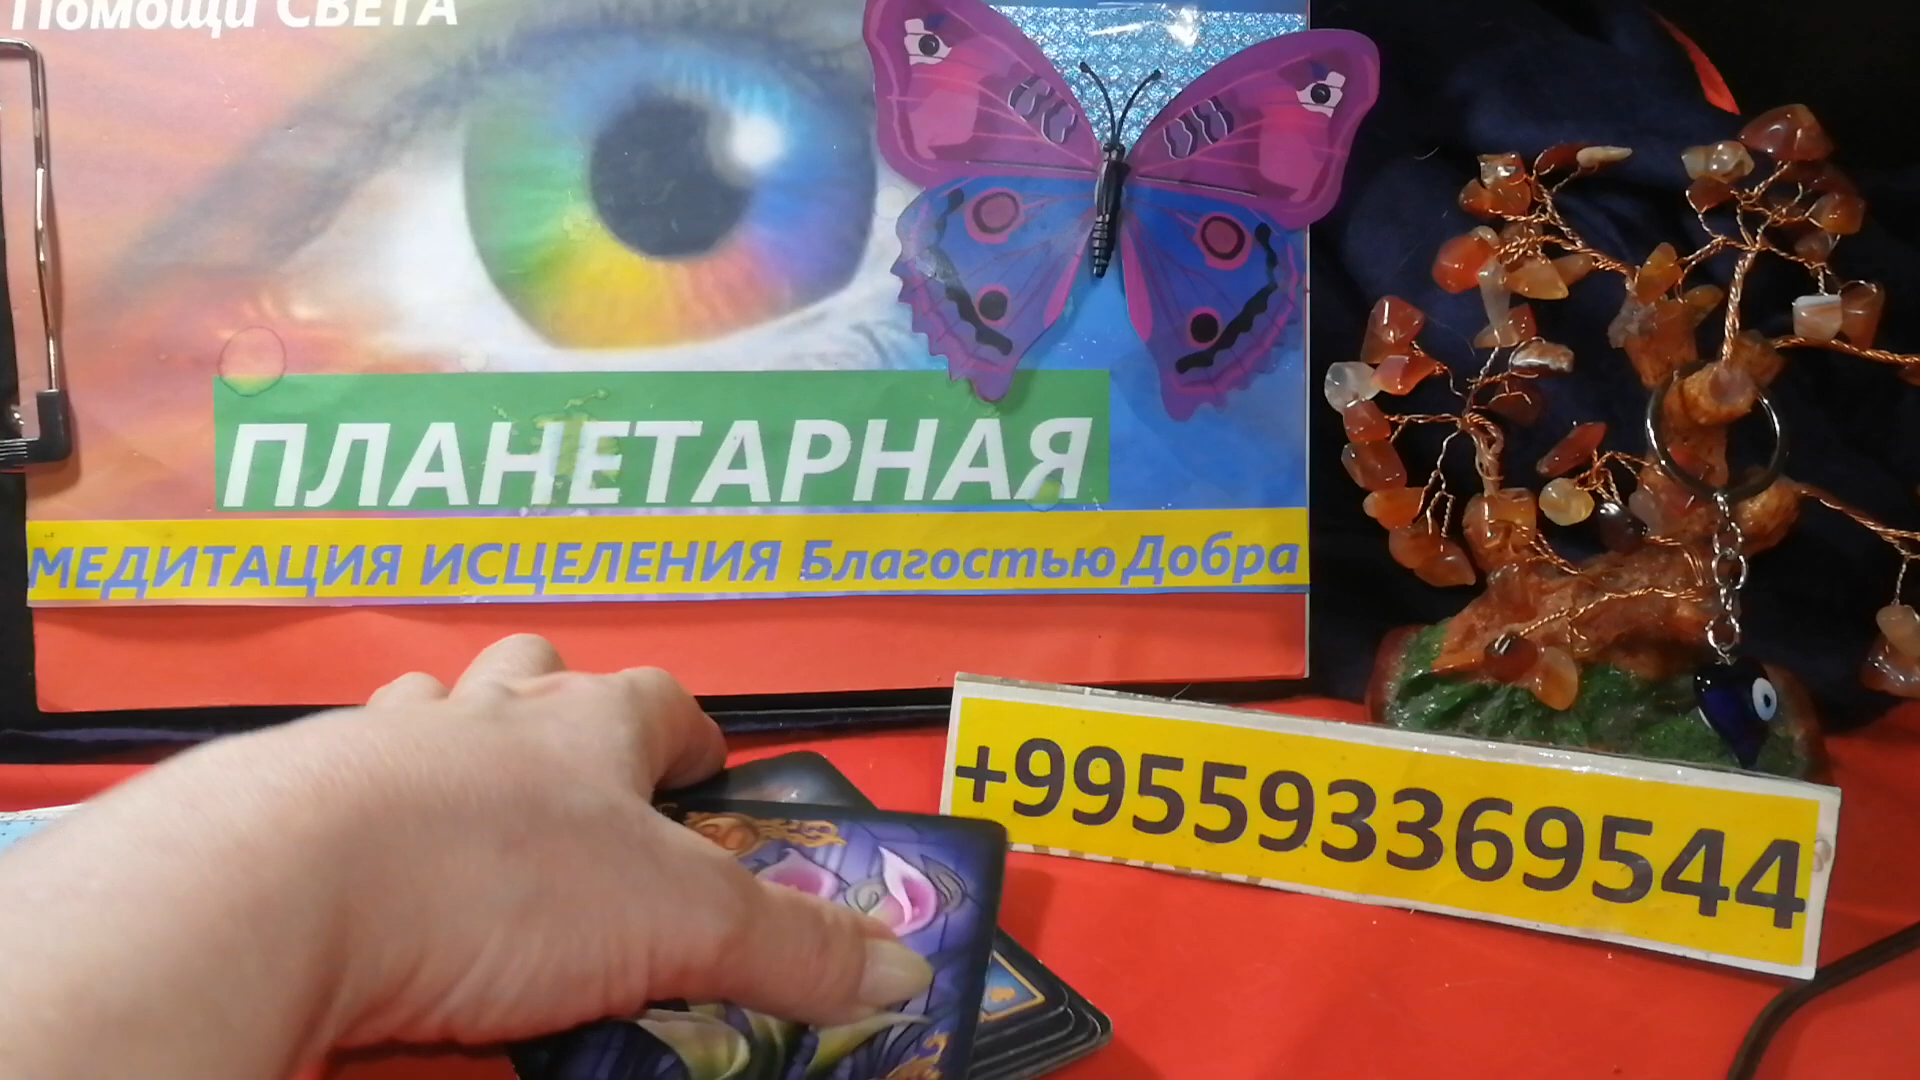 Помощи СВЕТА
ПЛАНЕТАРНАЯ
МЕДИТАЦИЯ ИСЦЕЛЕНИЯ Благостью Добра
+995593369544